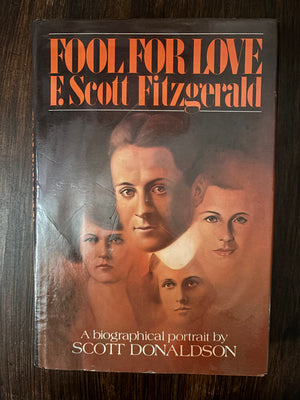 FOOL FOR LOVE
F. Scott Fitzgerald
A biographical portrait by
SCOTT DONALDSON